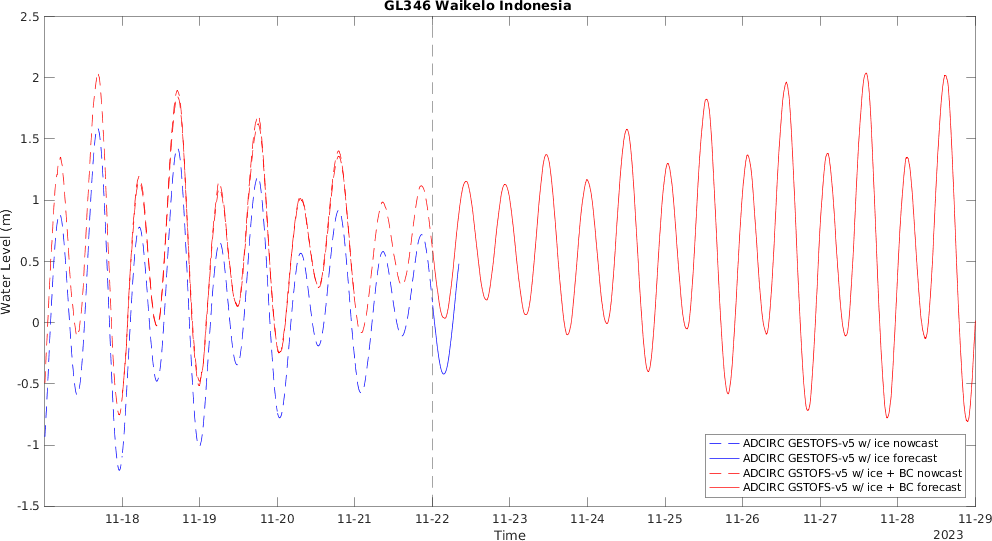 GL346 Waikelo Indonesia
2.5
2
1.5
1
0.5
0
-0.5
-1
-1.5
Water Level (m)
ADCIRC GESTOFS-v5 w/ ice nowcast
ADCIRC GESTOFS-v5 w/ ice forecast
ADCIRC GSTOFS-v5 w/ ice + BC nowcast
ADCIRC GSTOFS-v5 w/ ice + BC forecast
11-18 11-19 11-20 11-21 11-22 11-23 11-24 11-25 11-26 11-27 11-28 11-29
Time
2023